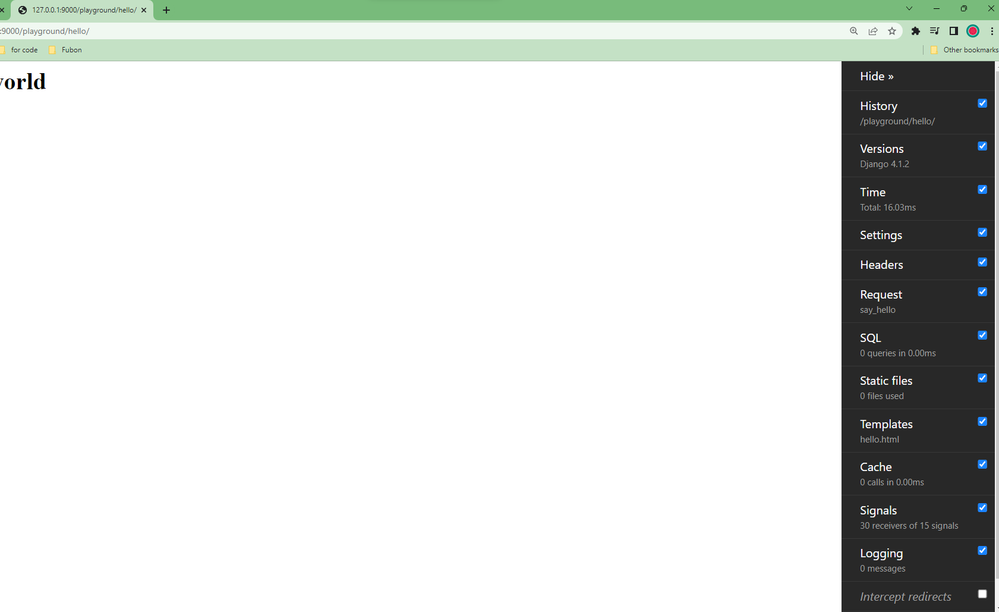 127.0.0.1:9000/playground/hello/
:9000/playground/hello/
for code
Fubon
Other bookmarks
Hide »
History
/playground/hello/
Versions
Django 4.1.2
Time
Total: 16.03ms
Settings
Headers
Request
say_hello
SQL
0 queries in 0.00ms
Static files
0 files used
Templates
hello.html
Cache
0 calls in 0.00ms
Signals
30 receivers of 15 signals
Logging
0 messages
Intercept redirects